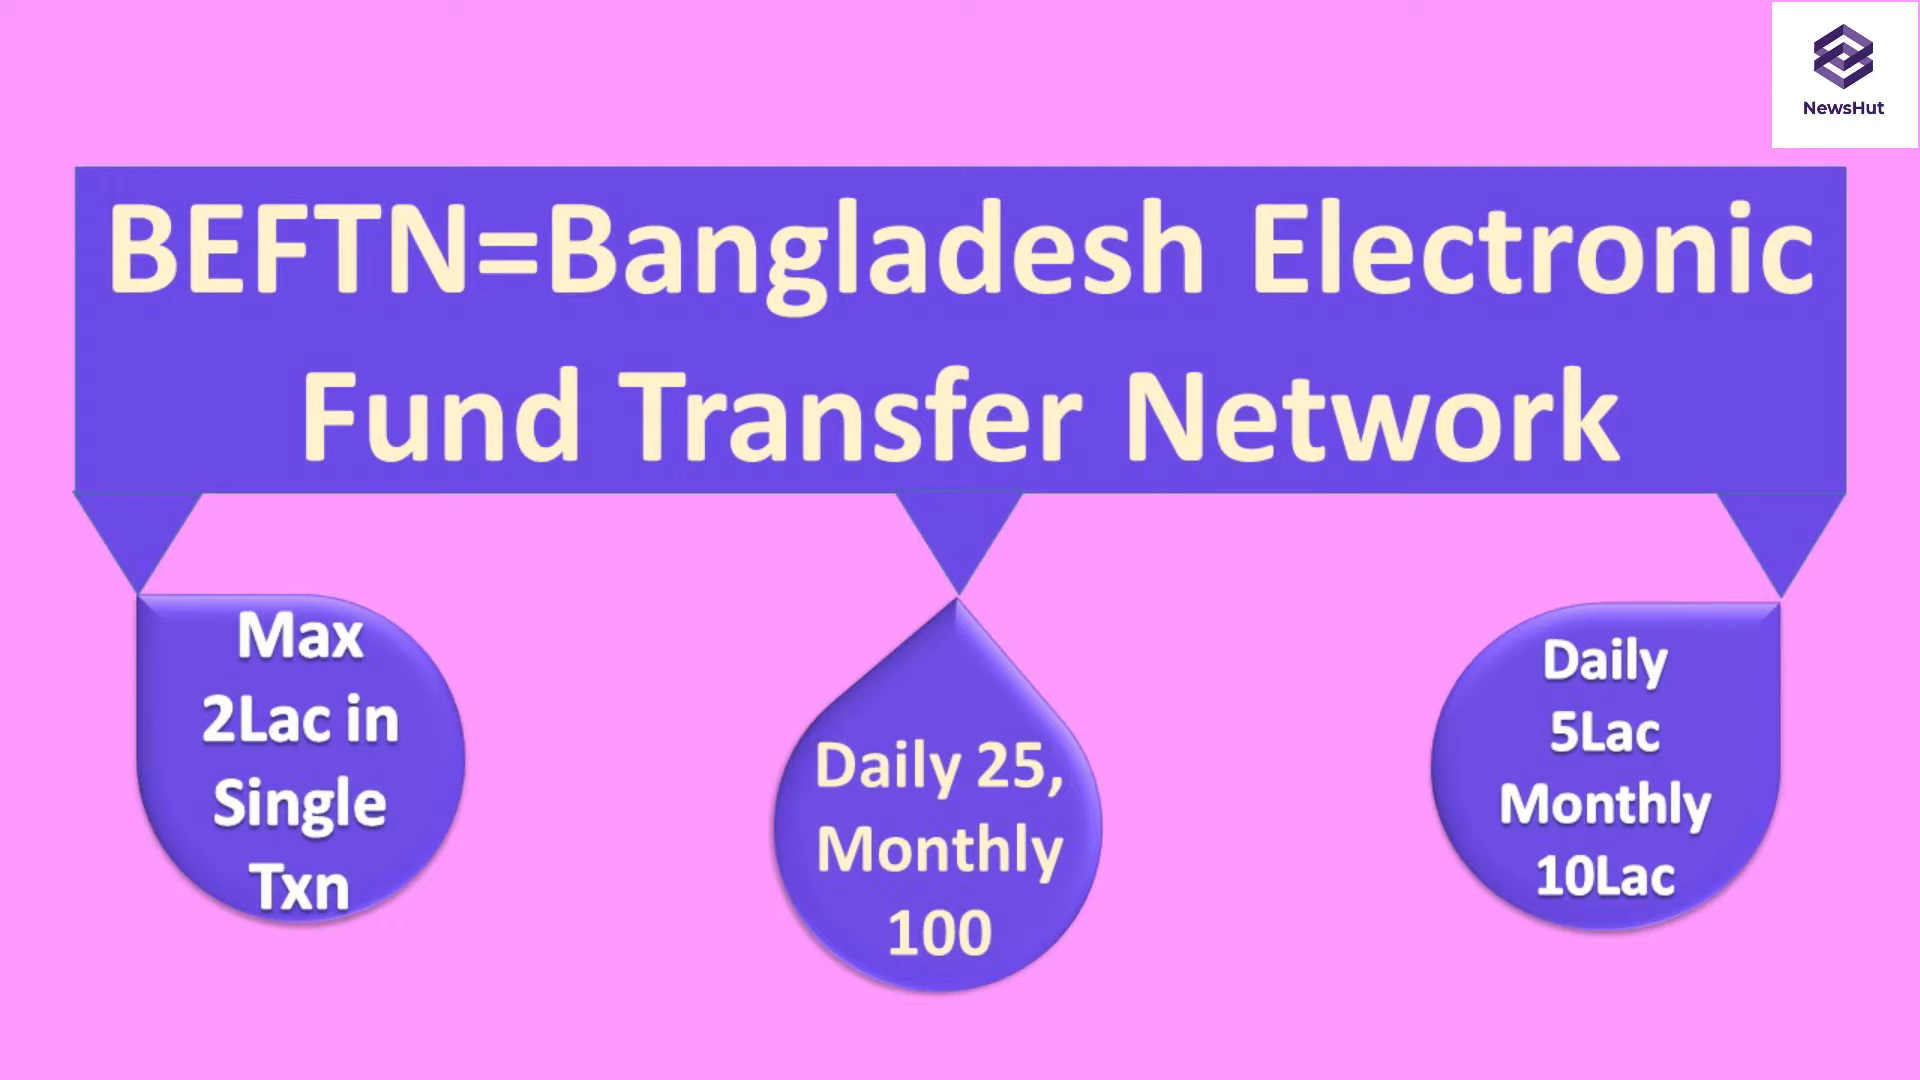 NewsHut
BEFTN=Bangladesh Electronic
Fund Transfer Network
Max
2Lac in
Single
Txn
Daily 25,
Monthly
100
Daily
5Lac
Monthly
10Lac